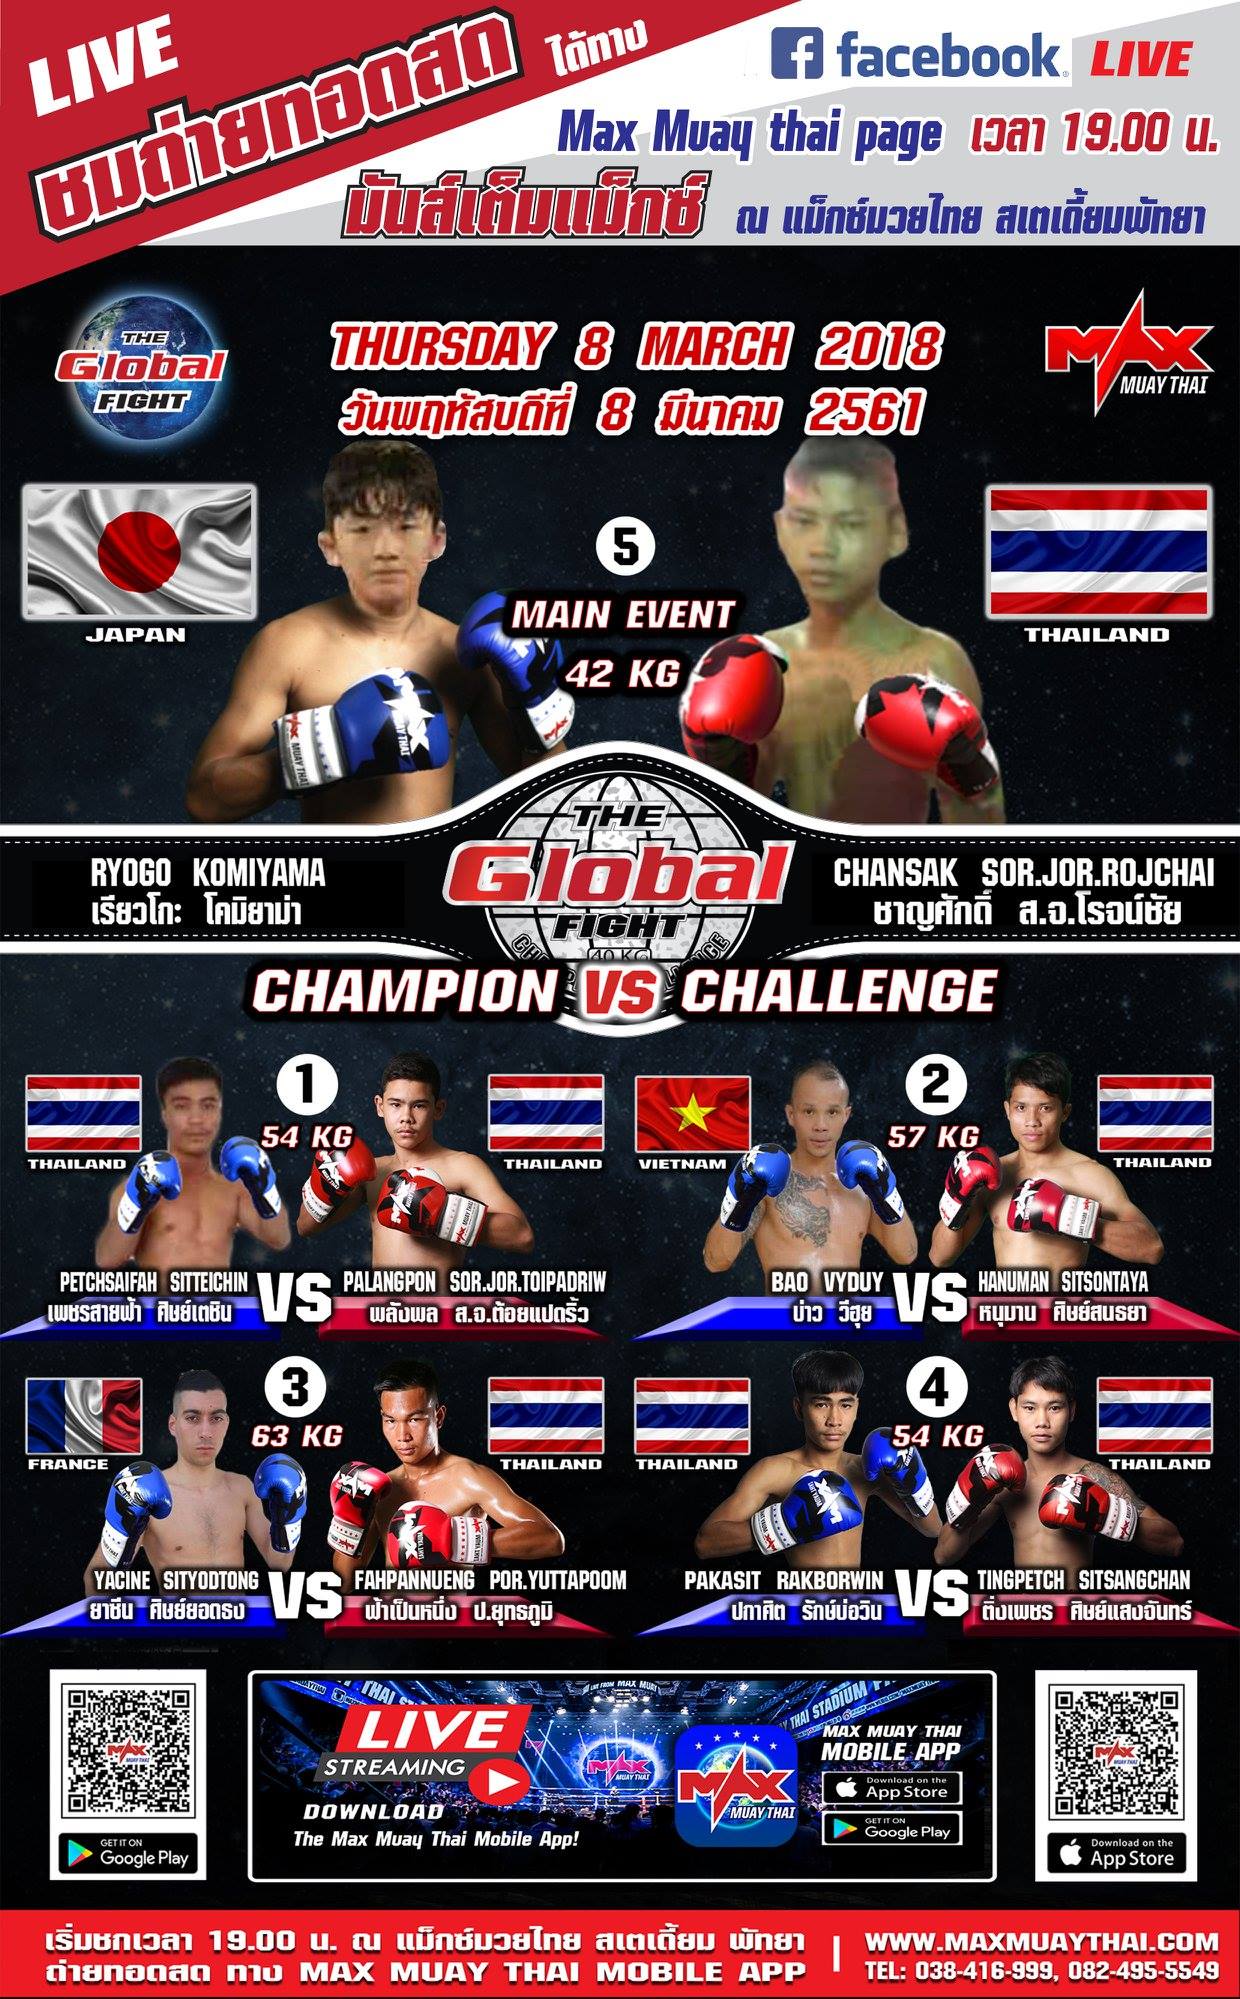 LIVE
ชมถ่ายทอดสด ได้ทาง
facebook LIVE
Max Muay thai page เวลา 19.00 น.
มันส์เต็มแม็กซ์ ณ แม็กซ์มวยไทย สเตเดี้ยมพัทยา
THE
Global
FIGHT
THURSDAY 8 MARCH 2018
วันพฤหัสบดีที่ 8 มีนาคม 2561
MAX
MUAY THAI
JAPAN
5
MAIN EVENT
42 KG
THAILAND
RYOGO KOMIYAMA
เรียวโกะ โคมิยาม่า
THE
Global
FIGHT
40 KG
CHANSAK SOR.JOR.ROJCHAI
ชาญศักดิ์ ส.จ.โรจน์ชัย
CHAMPION VS CHALLENGE
1
54 KG
THAILAND
THAILAND
PETCHSAIFAH SITTEICHIN VS PALANGPON SOR.JOR.TOIPADRIW
เพชรสายฟ้า ศิษย์เตชิน
พลังพล ส.จ.ต้อยแปดริ้ว
2
57 KG
VIETNAM
THAILAND
BAO VYDUY VS HANUMAN SITSONTAYA
บ่าว วีฮุย
หนุมาน ศิษย์สนธยา
3
63 KG
FRANCE
THAILAND
YACINE SITYODTONG VS FAHPANNUENG POR.YUTTAPOOM
ยาซีน ศิษย์ยอดธง
ฟ้าเป็นหนึ่ง ป.ยุทธภูมิ
4
54 KG
THAILAND
THAILAND
PAKASIT RAKBORWIN VS TINGPETCH SITSANGCHAN
ปกาศิต รักษ์บ่อวิน
ติ่งเพชร ศิษย์แสงจันทร์
MAX
MUAY THAI
GET IT ON
Google Play
LIVE
STREAMING
DOWNLOAD
The Max Muay Thai Mobile App!
MAX
MUAY THAI
MAX MUAY THAI
MOBILE APP
Download on the
App Store
GET IT ON
Google Play
MAX
MUAY THAI
Download on the
App Store
เริ่มชกเวลา 19.00 น. ณ แม็กซ์มวยไทย สเตเดี้ยม พัทยา
ถ่ายทอดสด ทาง MAX MUAY THAI MOBILE APP
WWW.MAXMUAYTHAI.COM
TEL: 038-416-999, 082-495-5549